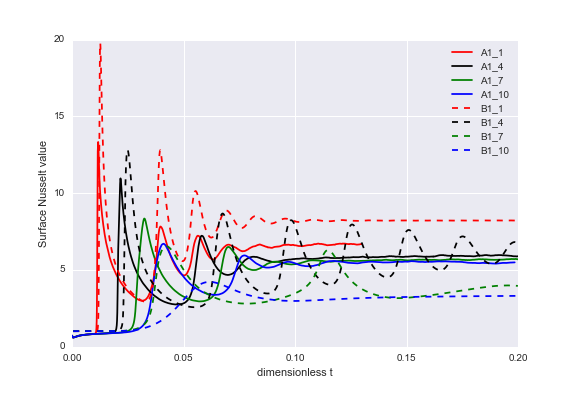 20
15
10
5
0
Surface Nusselt value
0.00
0.05
0.10
0.15
0.20
dimensionless t
A1_1
A1_4
A1_7
A1_10
B1_1
B1_4
B1_7
B1_10